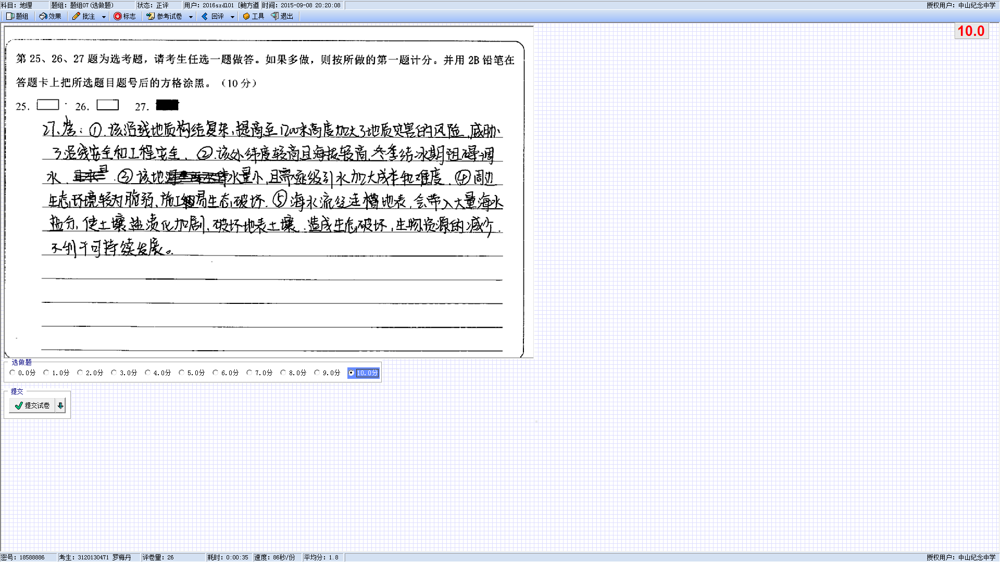 科目: 地理 题组: 题组07(选做题) 状态: 正评 用户: 2016szdl01 [鲍方道 时间: 2015-09-08 20:20:08 授权用户: 中山纪念中学
题组 效果 批注 标志 参考试卷 回评 工具 退出
10.0
第 25、26、27 题为选考题，请考生任选一题做答。如果多做，则按所做的第一题计分。并用 2B 铅笔在
答题卡上把所选题目题号后的方格涂黑。（10 分）
25. 26. 27.
27.答：①.该沿线地质构结复杂,提高至1200米高度加大了地质灾害的风险,威胁
了沿线安全和工程安全. ②.该处纬度较高且海拔较高.冬季结冰期阻碍调
水. ③该地水量小,且需逐级引水加大成本和难度. ④周边
生态环境较为脆弱,施工易生态破坏. ⑤海水流经连槽地表,会带入大量海水
盐分,使土壤盐渍化加剧,破坏地表土壤.造成生态破坏,生物资源的减少.
不利于可持续发展。
选做题
0.0分 1.0分 2.0分 3.0分 4.0分 5.0分 6.0分 7.0分 8.0分 9.0分 10.0分
提交
提交试卷
密号: 18588886 考生: 3120130471 罗梅丹 评卷量: 26 耗时: 0:00:35 速度: 86秒/份 平均分: 1.8 授权用户: 中山纪念中学